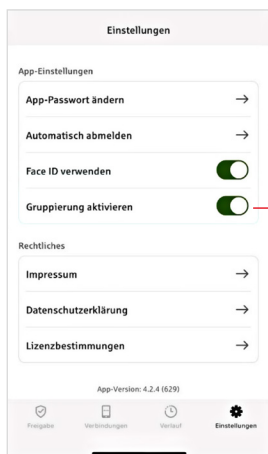 Einstellungen
App-Einstellungen
App-Passwort ändern
Automatisch abmelden
Face ID verwenden
Gruppierung aktivieren
Rechtliches
Impressum
Datenschutzerklärung
Lizenzbestimmungen
App-Version: 4.2.4 (629)
Freigabe Verbindungen Verlauf Einstellungen